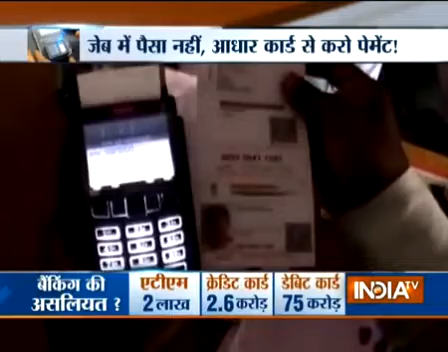 जेब में पैसा नहीं, आधार कार्ड से करो पेमेंट!
बैंकिंग की असलियत ?
एटीएम
2 लाख
क्रेडिट कार्ड
2.6 करोड़
डेबिट कार्ड
75 करोड़
INDIA TV